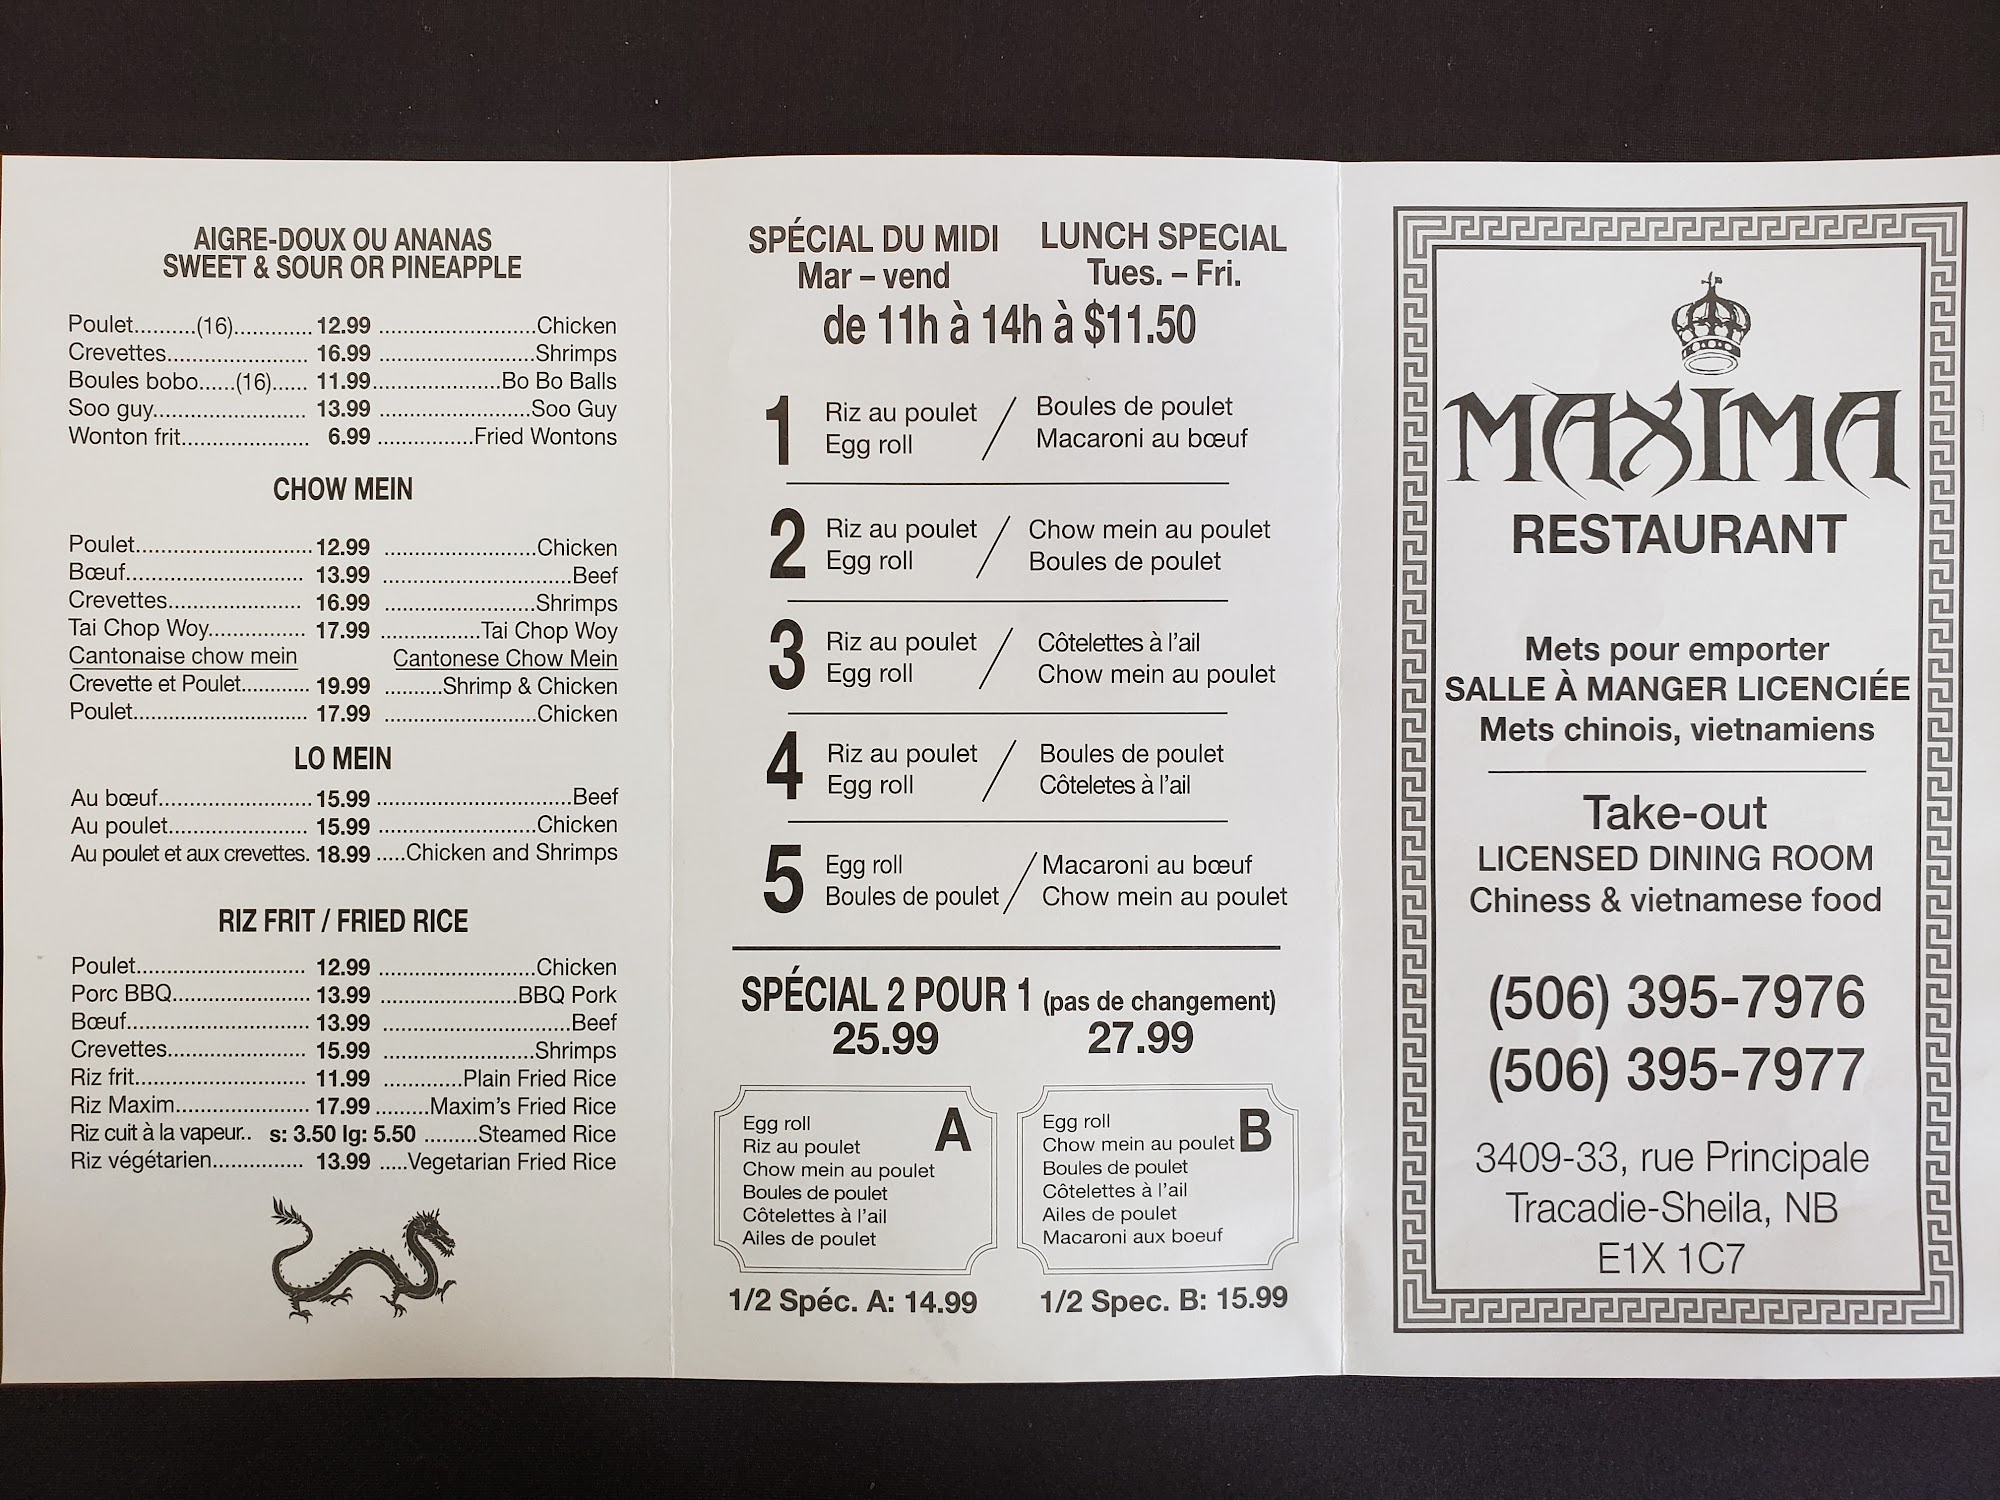 AIGRE-DOUX OU ANANAS
SWEET & SOUR OR PINEAPPLE
Poulet..........(16)............. 12.99 ..........................Chicken
Crevettes....................... 16.99 ..........................Shrimps
Boules bobo......(16)...... 11.99.....................Bo Bo Balls
Soo guy......................... 13.99 .........................Soo Guy
Wonton frit..................... 6.99 ................Fried Wontons
CHOW MEIN
Poulet............................. 12.99 .........................Chicken
Bœuf............................. 13.99 ...............................Beef
Crevettes...................... 16.99 .........................Shrimps
Tai Chop Woy................ 17.99 .................Tai Chop Woy
Cantonaise chow mein Cantonese Chow Mein
Crevette et Poulet........... 19.99 ..........Shrimp & Chicken
Poulet............................. 17.99 .........................Chicken
LO MEIN
Au bœuf......................... 15.99 ................................Beef
Au poulet....................... 15.99 ..........................Chicken
Au poulet et aux crevettes. 18.99 .....Chicken and Shrimps
RIZ FRIT / FRIED RICE
Poulet............................ 12.99 ..........................Chicken
Porc BBQ....................... 13.99 .......................BBQ Pork
Bœuf.............................. 13.99 ...............................Beef
Crevettes....................... 15.99 .........................Shrimps
Riz frit............................ 11.99 .............Plain Fried Rice
Riz Maxim...................... 17.99 .........Maxim's Fried Rice
Riz cuit à la vapeur.. s: 3.50 lg: 5.50 .........Steamed Rice
Riz végétarien............... 13.99 .....Vegetarian Fried Rice
SPÉCIAL DU MIDI LUNCH SPECIAL
Mar – vend Tues. – Fri.
de 11h à 14h à $11.50
1 Riz au poulet / Boules de poulet
Egg roll Macaroni au bœuf
2 Riz au poulet / Chow mein au poulet
Egg roll Boules de poulet
3 Riz au poulet / Côtelettes à l'ail
Egg roll Chow mein au poulet
4 Riz au poulet / Boules de poulet
Egg roll Côteletes à l'ail
5 Egg roll / Macaroni au bœuf
Boules de poulet Chow mein au poulet
SPÉCIAL 2 POUR 1 (pas de changement)
25.99 27.99
A
Egg roll
Riz au poulet
Chow mein au poulet
Boules de poulet
Côtelettes à l'ail
Ailes de poulet
1/2 Spéc. A: 14.99
B
Egg roll
Chow mein au poulet
Boules de poulet
Côtelettes à l'ail
Ailes de poulet
Macaroni aux boeuf
1/2 Spec. B: 15.99
MAXIMA
RESTAURANT
Mets pour emporter
SALLE À MANGER LICENCIÉE
Mets chinois, vietnamiens
Take-out
LICENSED DINING ROOM
Chiness & vietnamese food
(506) 395-7976
(506) 395-7977
3409-33, rue Principale
Tracadie-Sheila, NB
E1X 1C7